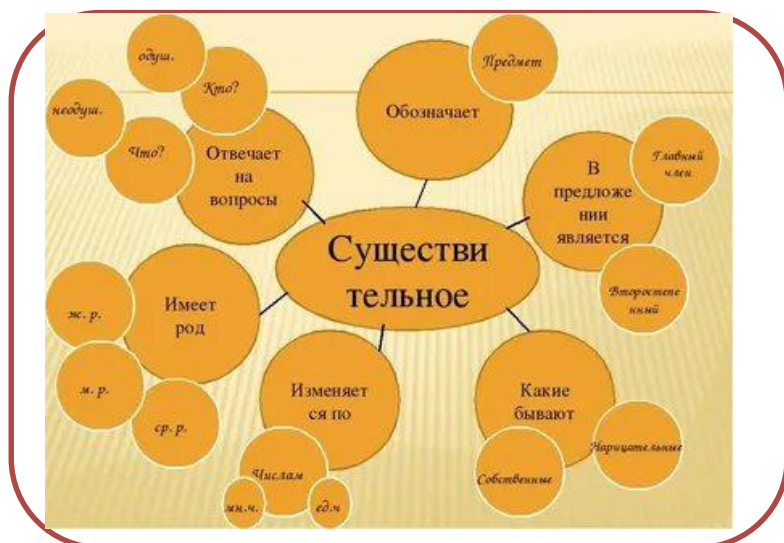 Существи
тельное
Обозначает
Предмет
В
предложе
нии
является
Главный
член
Второстепе
нный
Какие
бывают
Нарицательные
Собственные
Изменяет
ся по
Числам
мн.ч.
ед.ч
Имеет
род
ж. р.
м. р.
ср. р.
Отвечает
на
вопросы
Кто?
одуш.
Что?
неодуш.